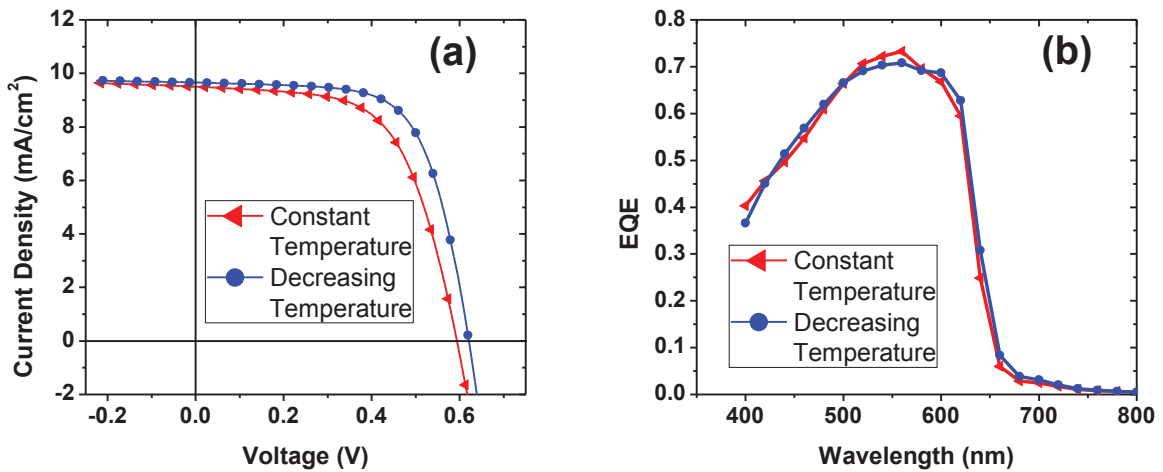 (a)
12
10
8
6
4
2
0
-2
-0.2
0.0
0.2
0.4
0.6
Current Density (mA/cm²)
Voltage (V)
Constant
Temperature
Decreasing
Temperature
(b)
0.8
0.7
0.6
0.5
0.4
0.3
0.2
0.1
0.0
400
500
600
700
800
EQE
Wavelength (nm)
Constant
Temperature
Decreasing
Temperature